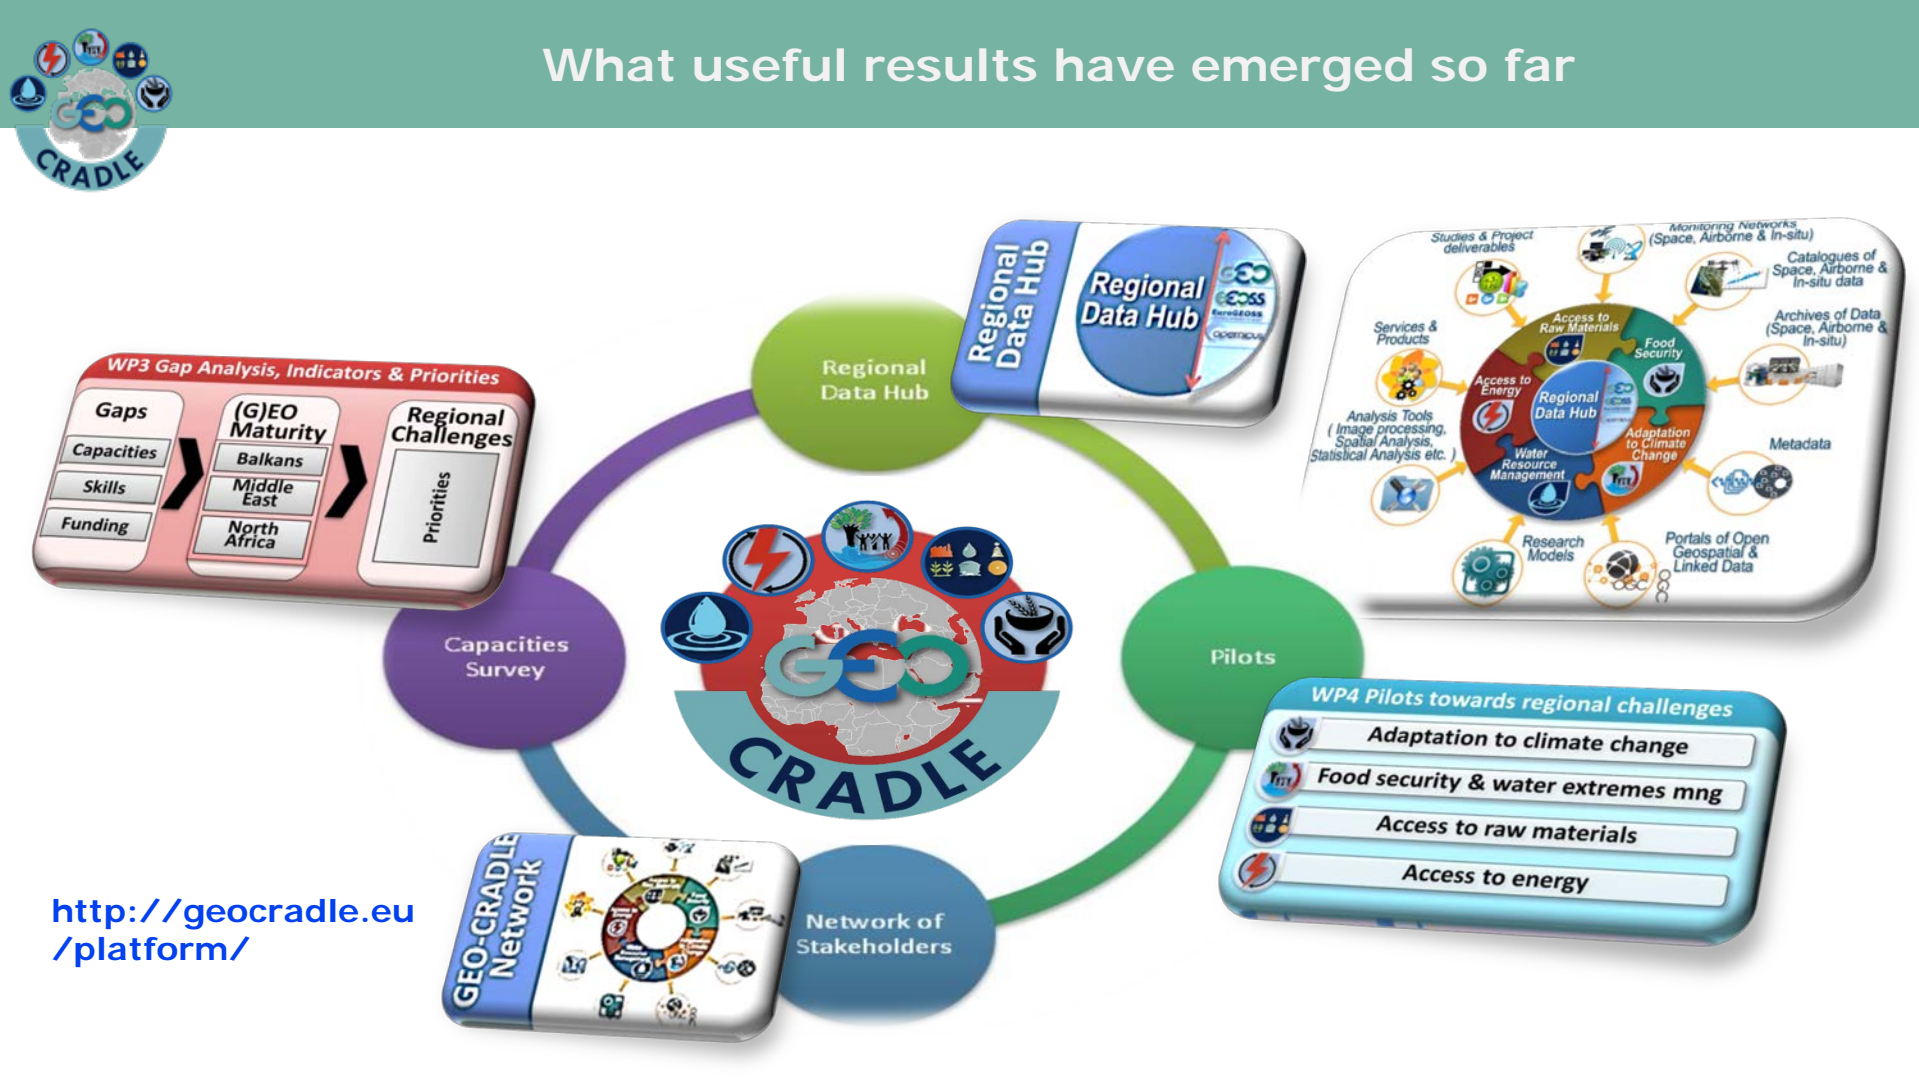 What useful results have emerged so far
GEO
CRADLE
Regional
Data Hub
Regional
Data Hub
GEO
GEOSS
EuroGEOSS
Regional
Data Hub
Studies & Project
deliverables
Monitoring Networks
(Space, Airborne & In-situ)
Catalogues of
Space, Airborne &
In-situ data
Archives of Data
(Space, Airborne &
In-situ)
Services &
Products
Access to
Raw Materials
Food
Security
Access to
Energy
Regional
Data Hub
Adaptation
to Climate
Change
Water
Resource
Management
Analysis Tools
( Image processing,
Spatial Analysis,
Statistical Analysis etc. )
Metadata
Research
Models
Portals of Open
Geospatial &
Linked Data
WP3 Gap Analysis, Indicators & Priorities
Gaps
Capacities
Skills
Funding
(G)EO
Maturity
Balkans
Middle
East
North
Africa
Regional
Challenges
Priorities
Capacities
Survey
GEO
CRADLE
Pilots
WP4 Pilots towards regional challenges
Adaptation to climate change
Food security & water extremes mng
Access to raw materials
Access to energy
GEO-CRADLE
Network
Network of
Stakeholders
http://geocradle.eu
/platform/